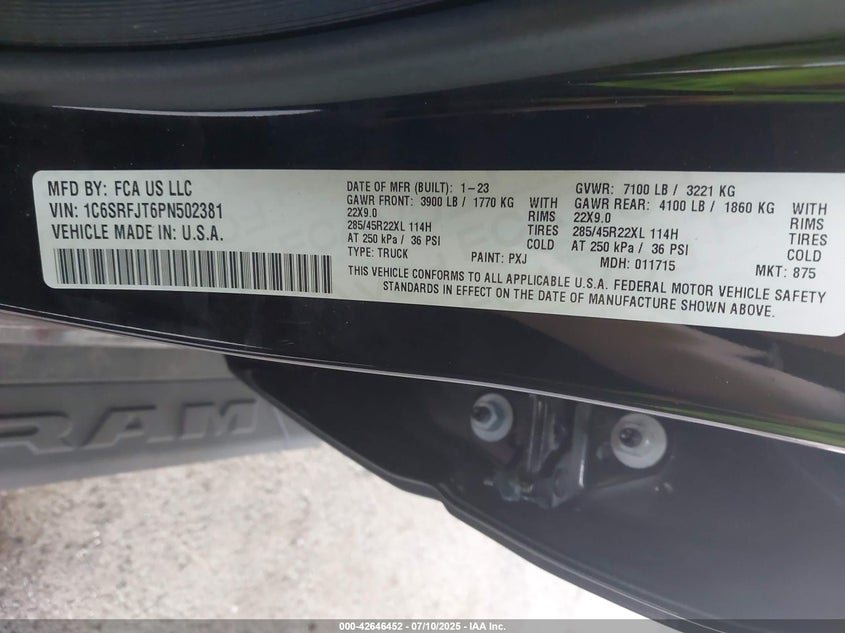 MFD BY: FCA US LLC
VIN: 1C6SRFJT6PN502381
VEHICLE MADE IN: U.S.A.
DATE OF MFR (BUILT): 1-23
GAWR FRONT: 3900 LB / 1770 KG WITH
22X9.0 RIMS
285/45R22XL 114H TIRES
AT 250 kPa / 36 PSI COLD
TYPE: TRUCK PAINT: PXJ
GVWR: 7100 LB / 3221 KG
GAWR REAR: 4100 LB / 1860 KG WITH
22X9.0 RIMS
285/45R22XL 114H TIRES
AT 250 kPa / 36 PSI COLD
MDH: 011715 MKT: 875
THIS VEHICLE CONFORMS TO ALL APPLICABLE U.S.A. FEDERAL MOTOR VEHICLE SAFETY
STANDARDS IN EFFECT ON THE DATE OF MANUFACTURE SHOWN ABOVE.
RAM
000-42646452 - 07/10/2025 - IAA Inc.